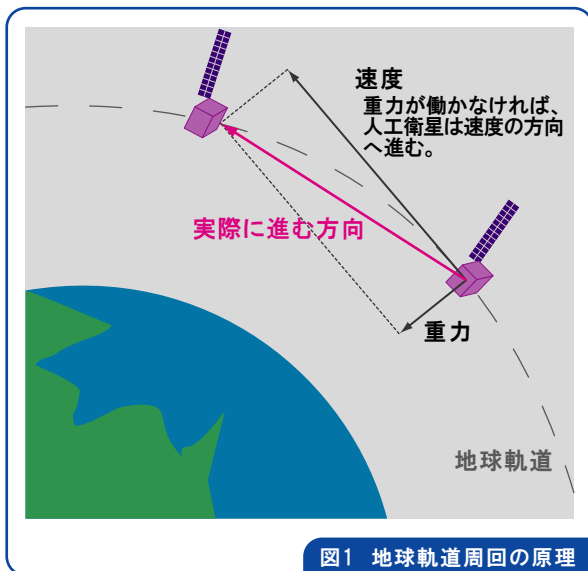 速度
重力が働かなければ、
人工衛星は速度の方向
へ進む。
実際に進む方向
重力
地球軌道
図1 地球軌道周回の原理